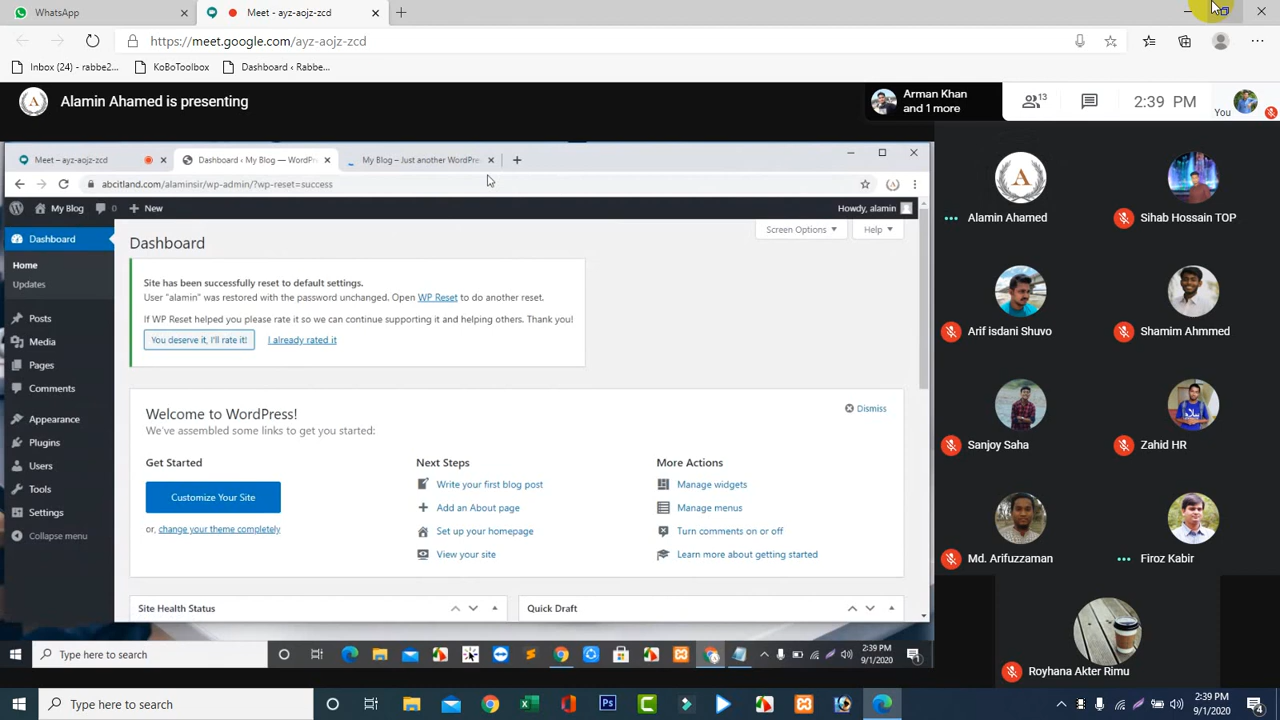 WhatsApp
Meet - ayz-aojz-zcd
https://meet.google.com/ayz-aojz-zcd
Inbox (24) - rabbe2...
KoBoToolbox
Dashboard ‹ Rabbe...
Alamin Ahamed is presenting
Arman Khan
and 1 more
13
2:39 PM
You
Meet – ayz-aojz-zcd
Dashboard ‹ My Blog — WordPr
My Blog – Just another WordPre
abcitland.com/alaminsir/wp-admin/?wp-reset=success
My Blog
0
New
Howdy, alamin
Dashboard
Home
Updates
Posts
Media
Pages
Comments
Appearance
Plugins
Users
Tools
Settings
Collapse menu
Dashboard
Screen Options
Help
Site has been successfully reset to default settings.
User "alamin" was restored with the password unchanged. Open WP Reset to do another reset.
If WP Reset helped you please rate it so we can continue supporting it and helping others. Thank you!
You deserve it, I'll rate it!
I already rated it
Welcome to WordPress!
We've assembled some links to get you started:
Dismiss
Get Started
Customize Your Site
or, change your theme completely
Next Steps
Write your first blog post
Add an About page
Set up your homepage
View your site
More Actions
Manage widgets
Manage menus
Turn comments on or off
Learn more about getting started
Site Health Status
Quick Draft
Type here to search
2:39 PM
9/1/2020
1
Alamin Ahamed
Sihab Hossain TOP
Arif isdani Shuvo
Shamim Ahmmed
Sanjoy Saha
Zahid HR
Md. Arifuzzaman
Firoz Kabir
Royhana Akter Rimu
Type here to search
2:39 PM
9/1/2020
4